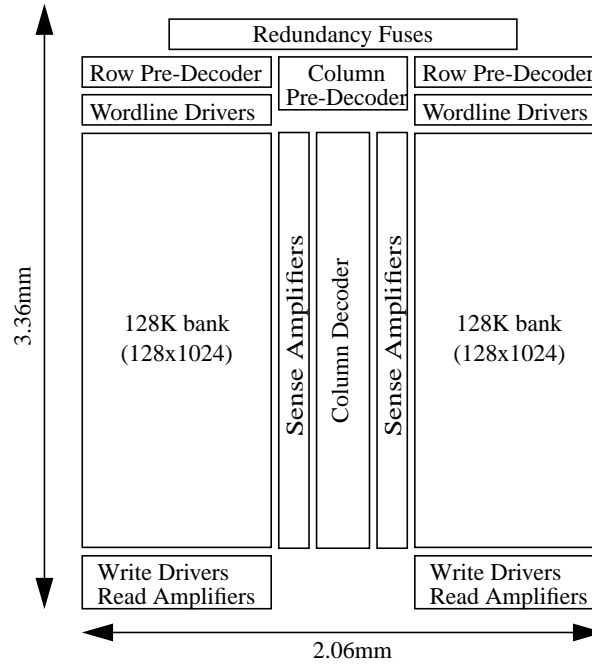 Redundancy Fuses
Row Pre-Decoder
Column
Pre-Decoder
Row Pre-Decoder
Wordline Drivers
Wordline Drivers
3.36mm
128K bank
(128x1024)
Sense Amplifiers
Column Decoder
Sense Amplifiers
128K bank
(128x1024)
Write Drivers
Read Amplifiers
Write Drivers
Read Amplifiers
2.06mm